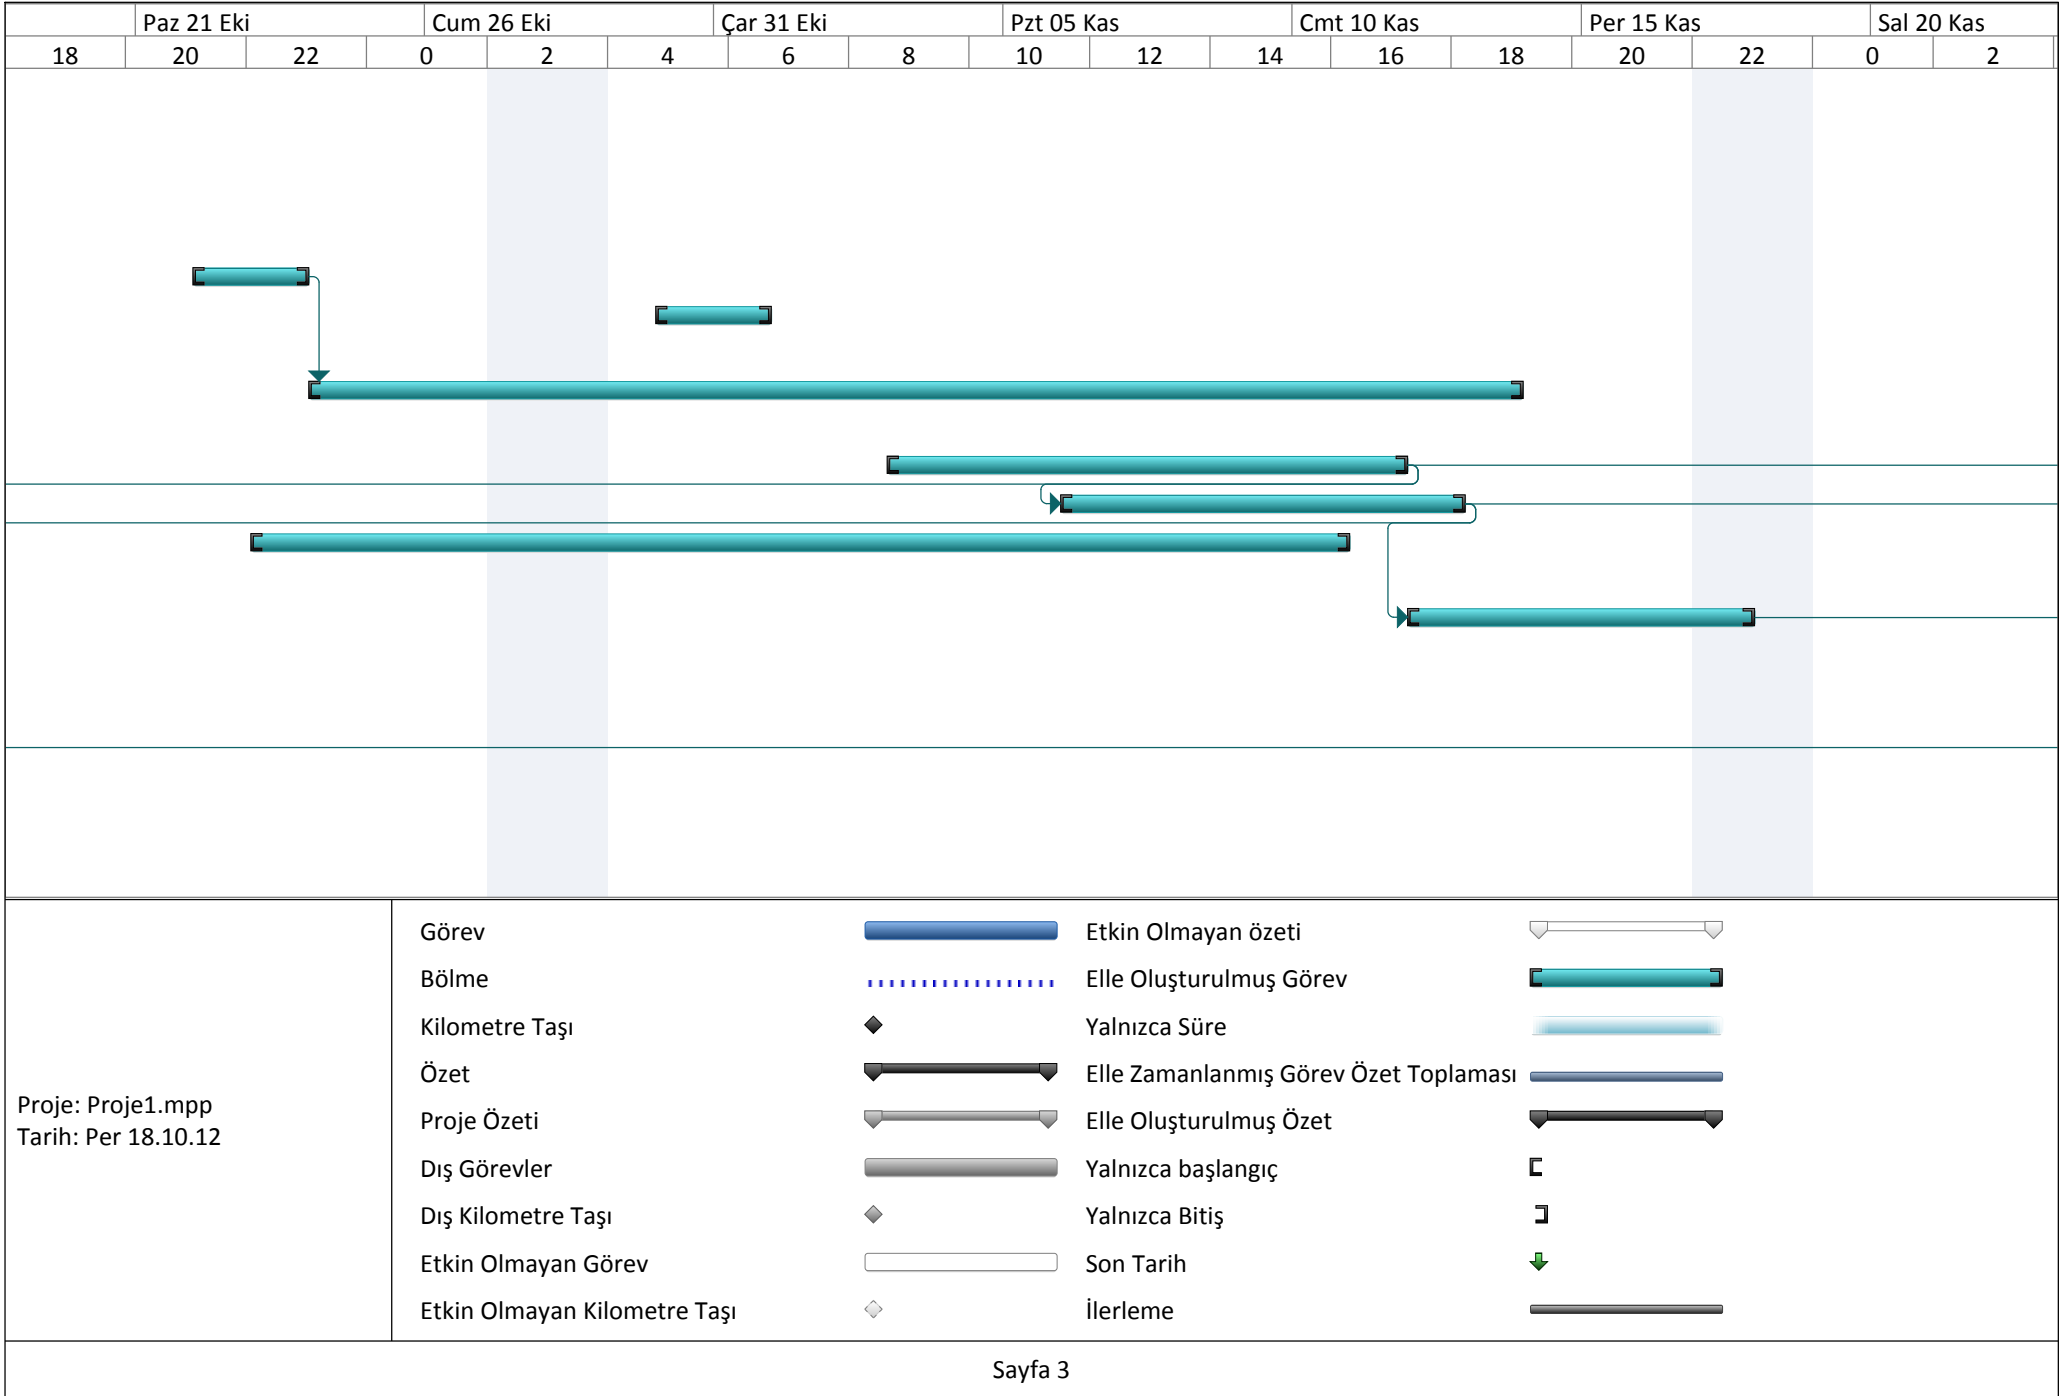 Paz 21 Eki Cum 26 Eki Çar 31 Eki Pzt 05 Kas Cmt 10 Kas Per 15 Kas Sal 20 Kas
18 20 22 0 2 4 6 8 10 12 14 16 18 20 22 0 2
Proje: Proje1.mpp
Tarih: Per 18.10.12
Görev
Bölme
Kilometre Taşı
Özet
Proje Özeti
Dış Görevler
Dış Kilometre Taşı
Etkin Olmayan Görev
Etkin Olmayan Kilometre Taşı
Etkin Olmayan özeti
Elle Oluşturulmuş Görev
Yalnızca Süre
Elle Zamanlanmış Görev Özet Toplaması
Elle Oluşturulmuş Özet
Yalnızca başlangıç
Yalnızca Bitiş
Son Tarih
İlerleme
Sayfa 3